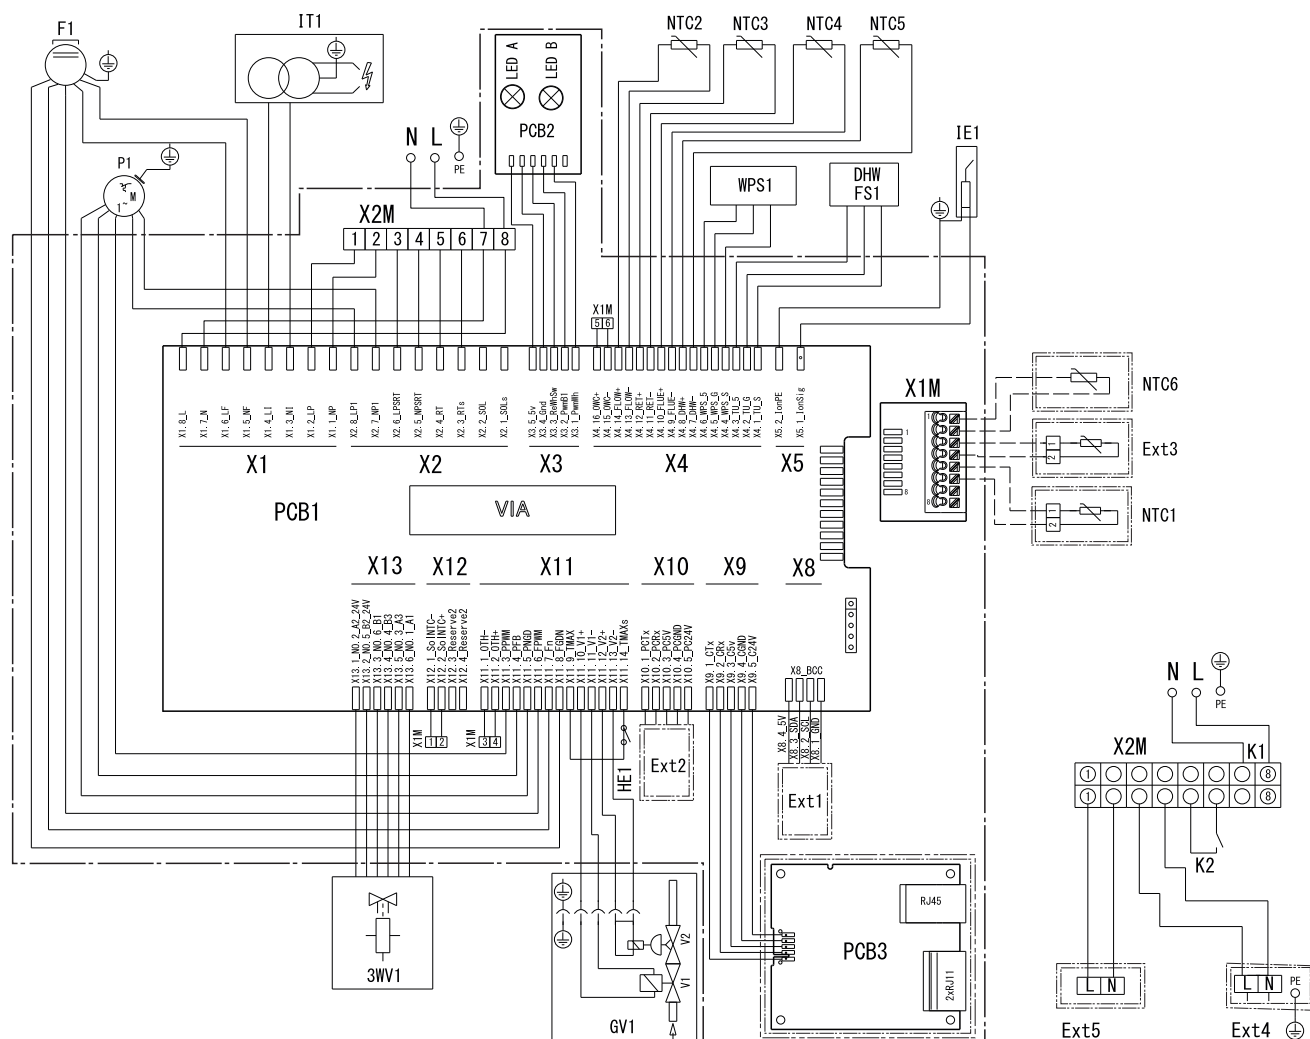 F1
IT1
NTC2 NTC3 NTC4 NTC5
LED A
LED B
PCB2
N L
PE
IE1
P1
M
1~
WPS1
DHW
FS1
X2M
1 2 3 4 5 6 7 8
X1M
5 6
X1.8_L
X1.7_N
X1.6_LF
X1.5_NF
X1.4_LI
X1.3_NI
X1.2_LP
X1.1_NP
X2.8_LP1
X2.7_NP1
X2.6_LPSRT
X2.5_NPSRT
X2.4_RT
X2.3_RTs
X2.2_SOL
X2.1_SOLs
X3.5_5v
X3.4_Gnd
X3.3_ReWhSw
X3.2_PwmB1
X3.1_PwmWh
X4.16_OWC+
X4.15_OWC-
X4.14_FLOW+
X4.13_FLOW-
X4.12_RET+
X4.11_RET-
X4.10_FLUE+
X4.9_FLUE-
X4.8_DHW+
X4.7_DHW-
X4.6_WPS_5
X4.5_WPS_G
X4.4_WPS_S
X4.3_TU_5
X4.2_TU_G
X4.1_TU_S
X5.2_IonPE
X5.1_IonSig
X1 X2 X3 X4 X5
X1M
1
8
1
8
NTC6
1
2
Ext3
1
2
NTC1
PCB1
VIA
X13 X12 X11 X10 X9 X8
X13.1_NO.2_A2_24V
X13.2_NO.5_B2_24V
X13.3_NO.6_B1
X13.4_NO.4_B3
X13.5_NO.3_A3
X13.6_NO.1_A1
X12.1_SolNTC-
X12.2_SolNTC+
X12.3_Reserve2
X12.4_Reserve2
X11.1_OTH-
X11.2_OTH+
X11.3_PPWM
X11.4_PFB
X11.5_PNGD
X11.6_FPWM
X11.7_Fn
X11.8_FGDN
X11.9_TMAX
X11.10_V1+
X11.11_V1-
X11.12_V2+
X11.13_V2-
X11.14_TMAXs
X10.1_PCTx
X10.2_PCRx
X10.3_PC5V
X10.4_PCGND
X10.5_PC24V
X9.1_CTx
X9.2_CRx
X9.3_C5v
X9.4_CGND
X9.5_C24V
X8_BCC
X8.4_5V
X8.3_SDA
X8.2_SCL
X8.1_GND
X1M
1 2
X1M
3 4
HE1
Ext2
Ext1
N L
PE
X2M K1
1 8
1 8
K2
3WV1
V2
V1
GV1
PCB3
RJ45
2xRJ11
L N
Ext5
L N
PE
Ext4